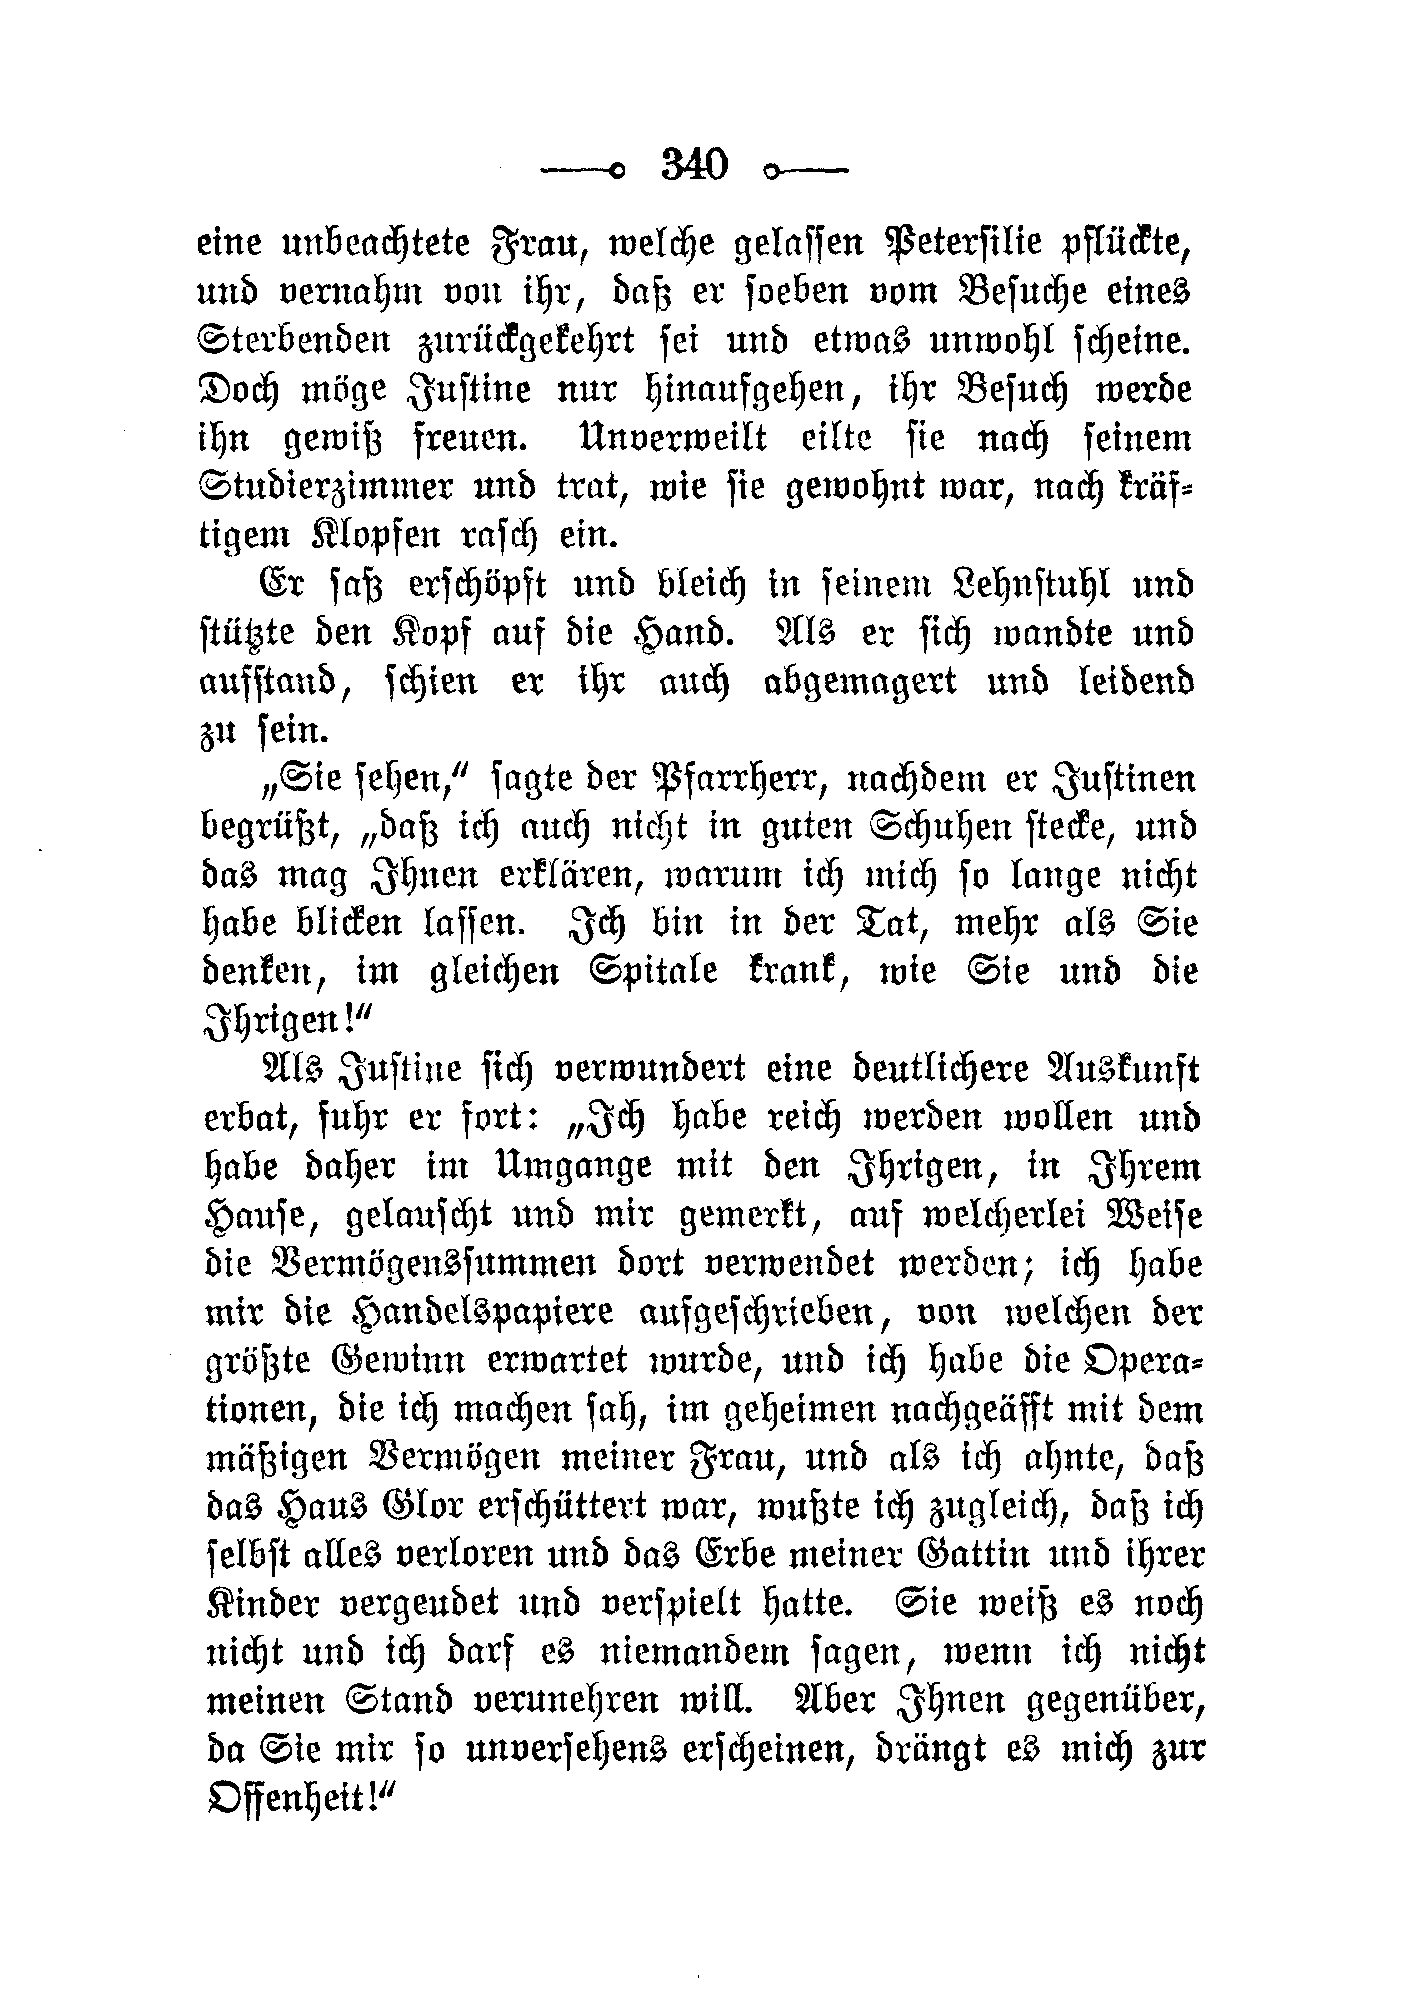 340
eine unbeachtete Frau, welche gelassen Petersilie pflückte,
und vernahm von ihr, daß er soeben vom Besuche eines
Sterbenden zurückgekehrt sei und etwas unwohl scheine.
Doch möge Justine nur hinaufgehen, ihr Besuch werde
ihn gewiß freuen. Unverweilt eilte sie nach seinem
Studierzimmer und trat, wie sie gewohnt war, nach kräf-
tigem Klopfen rasch ein.
Er saß erschöpft und bleich in seinem Lehnstuhl und
stützte den Kopf auf die Hand. Als er sich wandte und
aufstand, schien er ihr auch abgemagert und leidend
zu sein.
„Sie sehen,“ sagte der Pfarrherr, nachdem er Justinen
begrüßt, „daß ich auch nicht in guten Schuhen stecke, und
das mag Ihnen erklären, warum ich mich so lange nicht
habe blicken lassen. Ich bin in der Tat, mehr als Sie
denken, im gleichen Spitale krank, wie Sie und die
Ihrigen!“
Als Justine sich verwundert eine deutlichere Auskunft
erbat, fuhr er fort: „Ich habe reich werden wollen und
habe daher im Umgange mit den Ihrigen, in Ihrem
Hause, gelauscht und mir gemerkt, auf welcherlei Weise
die Vermögenssummen dort verwendet werden; ich habe
mir die Handelspapiere aufgeschrieben, von welchen der
größte Gewinn erwartet wurde, und ich habe die Opera-
tionen, die ich machen sah, im geheimen nachgeäfft mit dem
mäßigen Vermögen meiner Frau, und als ich ahnte, daß
das Haus Glor erschüttert war, wußte ich zugleich, daß ich
selbst alles verloren und das Erbe meiner Gattin und ihrer
Kinder vergeudet und verspielt hatte. Sie weiß es noch
nicht und ich darf es niemandem sagen, wenn ich nicht
meinen Stand verunehren will. Aber Ihnen gegenüber,
da Sie mir so unversehens erscheinen, drängt es mich zur
Offenheit!“